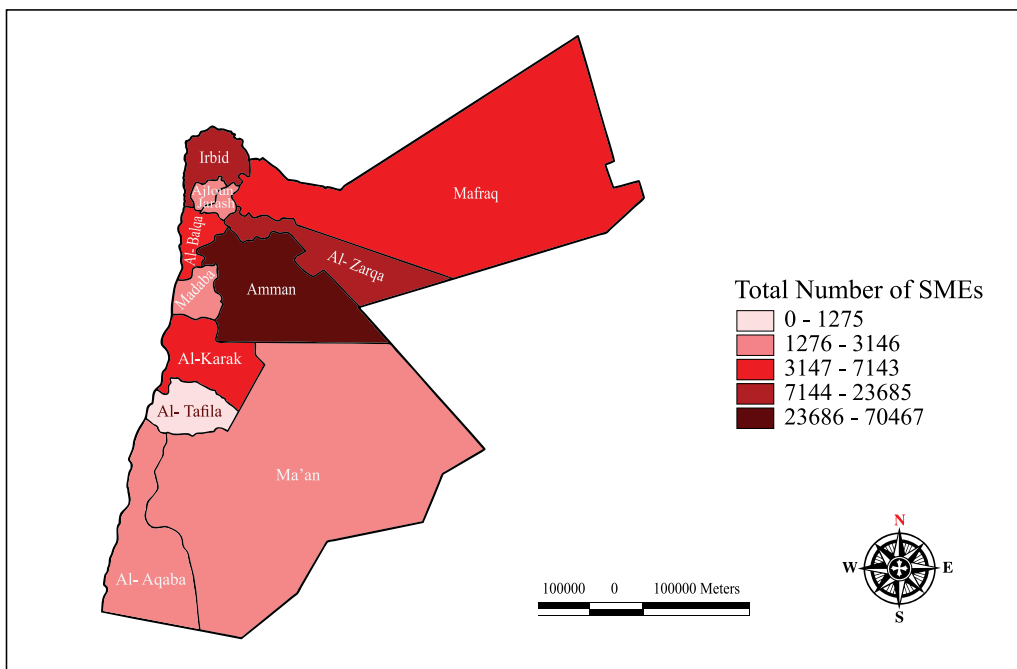 Irbid
Ajloun
Jarash
Mafraq
Al- Balqa
Al- Zarqa
Madaba
Amman
Al-Karak
Al- Tafila
Ma'an
Al- Aqaba
Total Number of SMEs
0 - 1275
1276 - 3146
3147 - 7143
7144 - 23685
23686 - 70467
100000 0 100000 Meters
N
W E
S